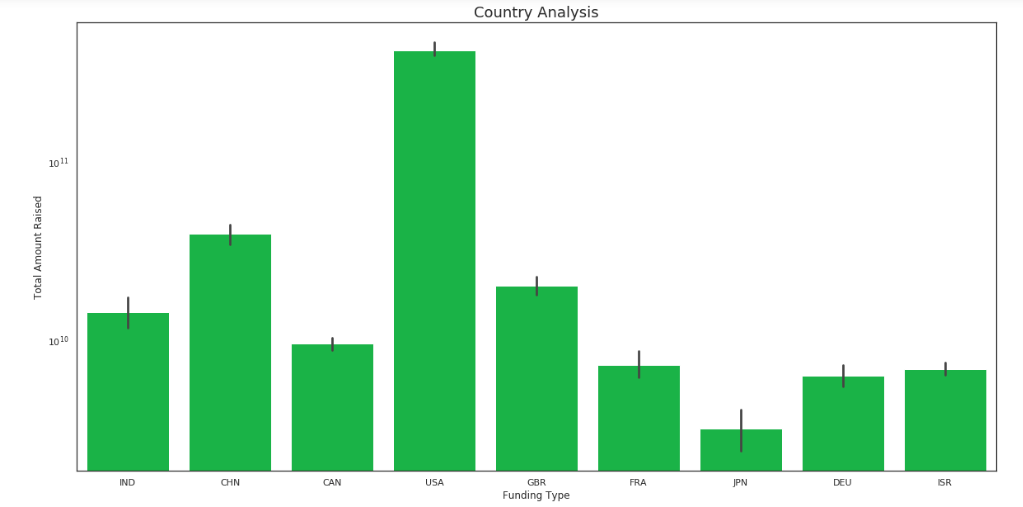 Country Analysis
10^11
10^10
Total Amount Raised
IND CHN CAN USA GBR FRA JPN DEU ISR
Funding Type